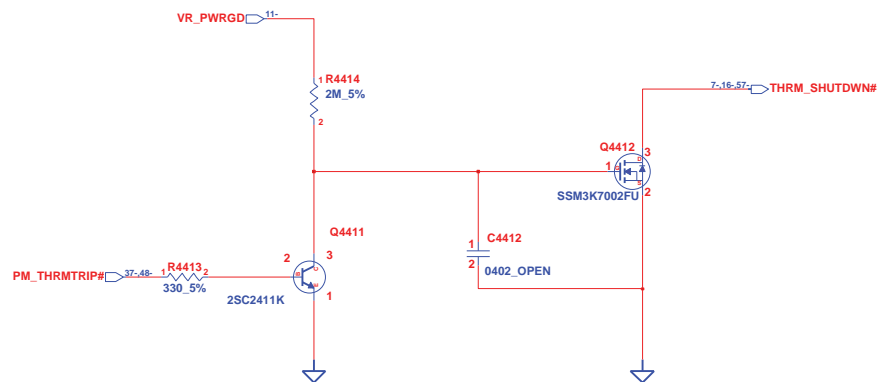 VR_PWRGD 11-
1 R4414
2M_5%
2
7-,16-,57- THRM_SHUTDWN#
Q4412
3
1 G D S
2
SSM3K7002FU
Q4411
2 3
B C E
1
2SC2411K
PM_THRMTRIP# 37-,48- 1 R4413 2
330_5%
C4412
1
2
0402_OPEN